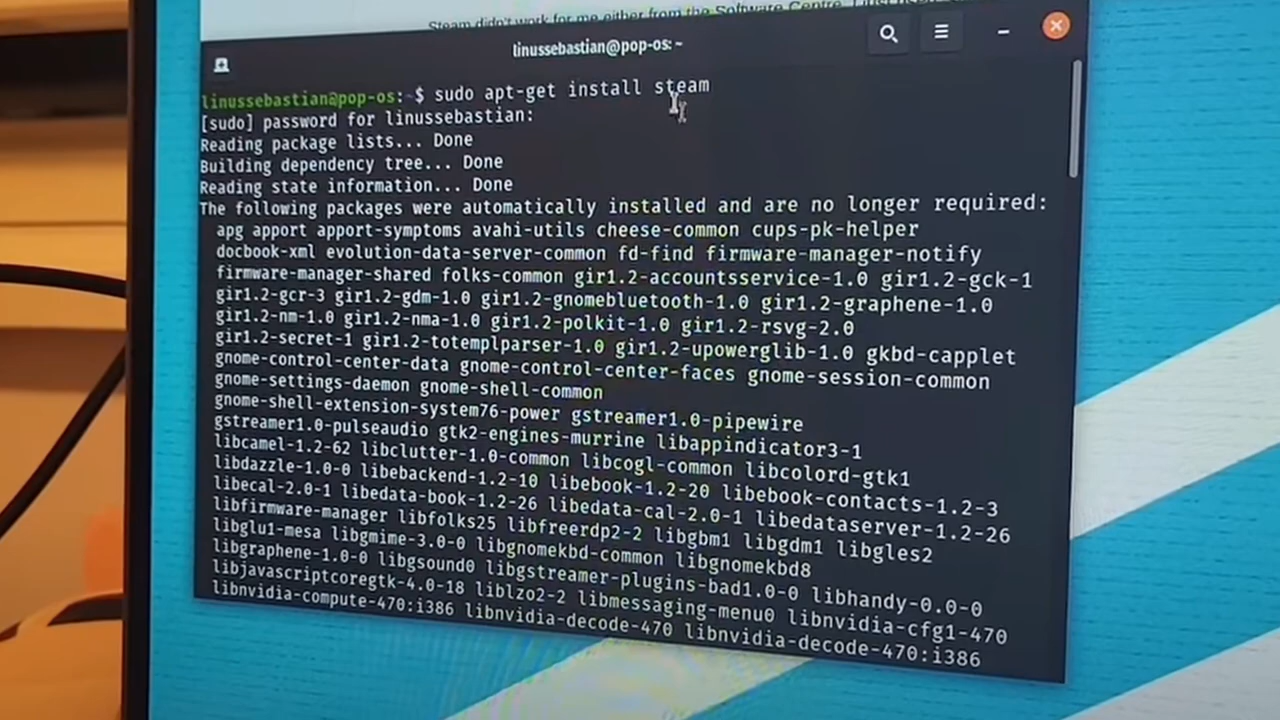 Steam didn't work for me either from the Software Centre.
linussebastian@pop-os: ~
linussebastian@pop-os:~$ sudo apt-get install steam
[sudo] password for linussebastian:
Reading package lists... Done
Building dependency tree... Done
Reading state information... Done
The following packages were automatically installed and are no longer required:
apg apport apport-symptoms avahi-utils cheese-common cups-pk-helper
docbook-xml evolution-data-server-common fd-find firmware-manager-notify
firmware-manager-shared folks-common gir1.2-accountsservice-1.0 gir1.2-gck-1
gir1.2-gcr-3 gir1.2-gdm-1.0 gir1.2-gnomebluetooth-1.0 gir1.2-graphene-1.0
gir1.2-nm-1.0 gir1.2-nma-1.0 gir1.2-polkit-1.0 gir1.2-rsvg-2.0
gir1.2-secret-1 gir1.2-totemplparser-1.0 gir1.2-upowerglib-1.0 gkbd-capplet
gnome-control-center-data gnome-control-center-faces gnome-session-common
gnome-settings-daemon gnome-shell-common
gnome-shell-extension-system76-power gstreamer1.0-pipewire
gstreamer1.0-pulseaudio gtk2-engines-murrine libappindicator3-1
libcamel-1.2-62 libclutter-1.0-common libcogl-common libcolord-gtk1
libdazzle-1.0-0 libebackend-1.2-10 libebook-1.2-20 libebook-contacts-1.2-3
libecal-2.0-1 libedata-book-1.2-26 libedata-cal-2.0-1 libedataserver-1.2-26
libfirmware-manager libfolks25 libfreerdp2-2 libgbm1 libgdm1 libgles2
libglu1-mesa libgmime-3.0-0 libgnomekbd-common libgnomekbd8
libgraphene-1.0-0 libgsound0 libgstreamer-plugins-bad1.0-0 libhandy-0.0-0
libjavascriptcoregtk-4.0-18 liblzo2-2 libmessaging-menu0 libnvidia-cfg1-470
libnvidia-compute-470:i386 libnvidia-decode-470 libnvidia-decode-470:i386